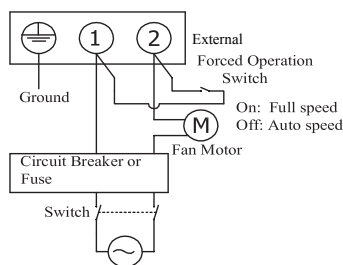 1 2
External
Forced Operation
Switch
Ground
On: Full speed
Off: Auto speed
M
Fan Motor
Circuit Breaker or
Fuse
Switch